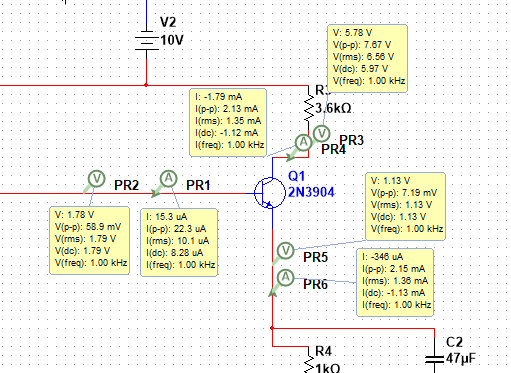 V2
10V
V: 5.78 V
V(p-p): 7.67 V
V(rms): 6.56 V
V(dc): 5.97 V
V(freq): 1.00 kHz
I: -1.79 mA
I(p-p): 2.13 mA
I(rms): 1.35 mA
I(dc): -1.12 mA
I(freq): 1.00 kHz
R3
3.6kΩ
V
PR3
A
PR4
V
PR2
A
PR1
Q1
2N3904
V: 1.78 V
V(p-p): 58.9 mV
V(rms): 1.79 V
V(dc): 1.79 V
V(freq): 1.00 kHz
I: 15.3 uA
I(p-p): 22.3 uA
I(rms): 10.1 uA
I(dc): 8.28 uA
I(freq): 1.00 kHz
V: 1.13 V
V(p-p): 7.19 mV
V(rms): 1.13 V
V(dc): 1.13 V
V(freq): 1.00 kHz
V
PR5
A
PR6
I: -346 uA
I(p-p): 2.15 mA
I(rms): 1.36 mA
I(dc): -1.13 mA
I(freq): 1.00 kHz
R4
1kΩ
C2
47µF